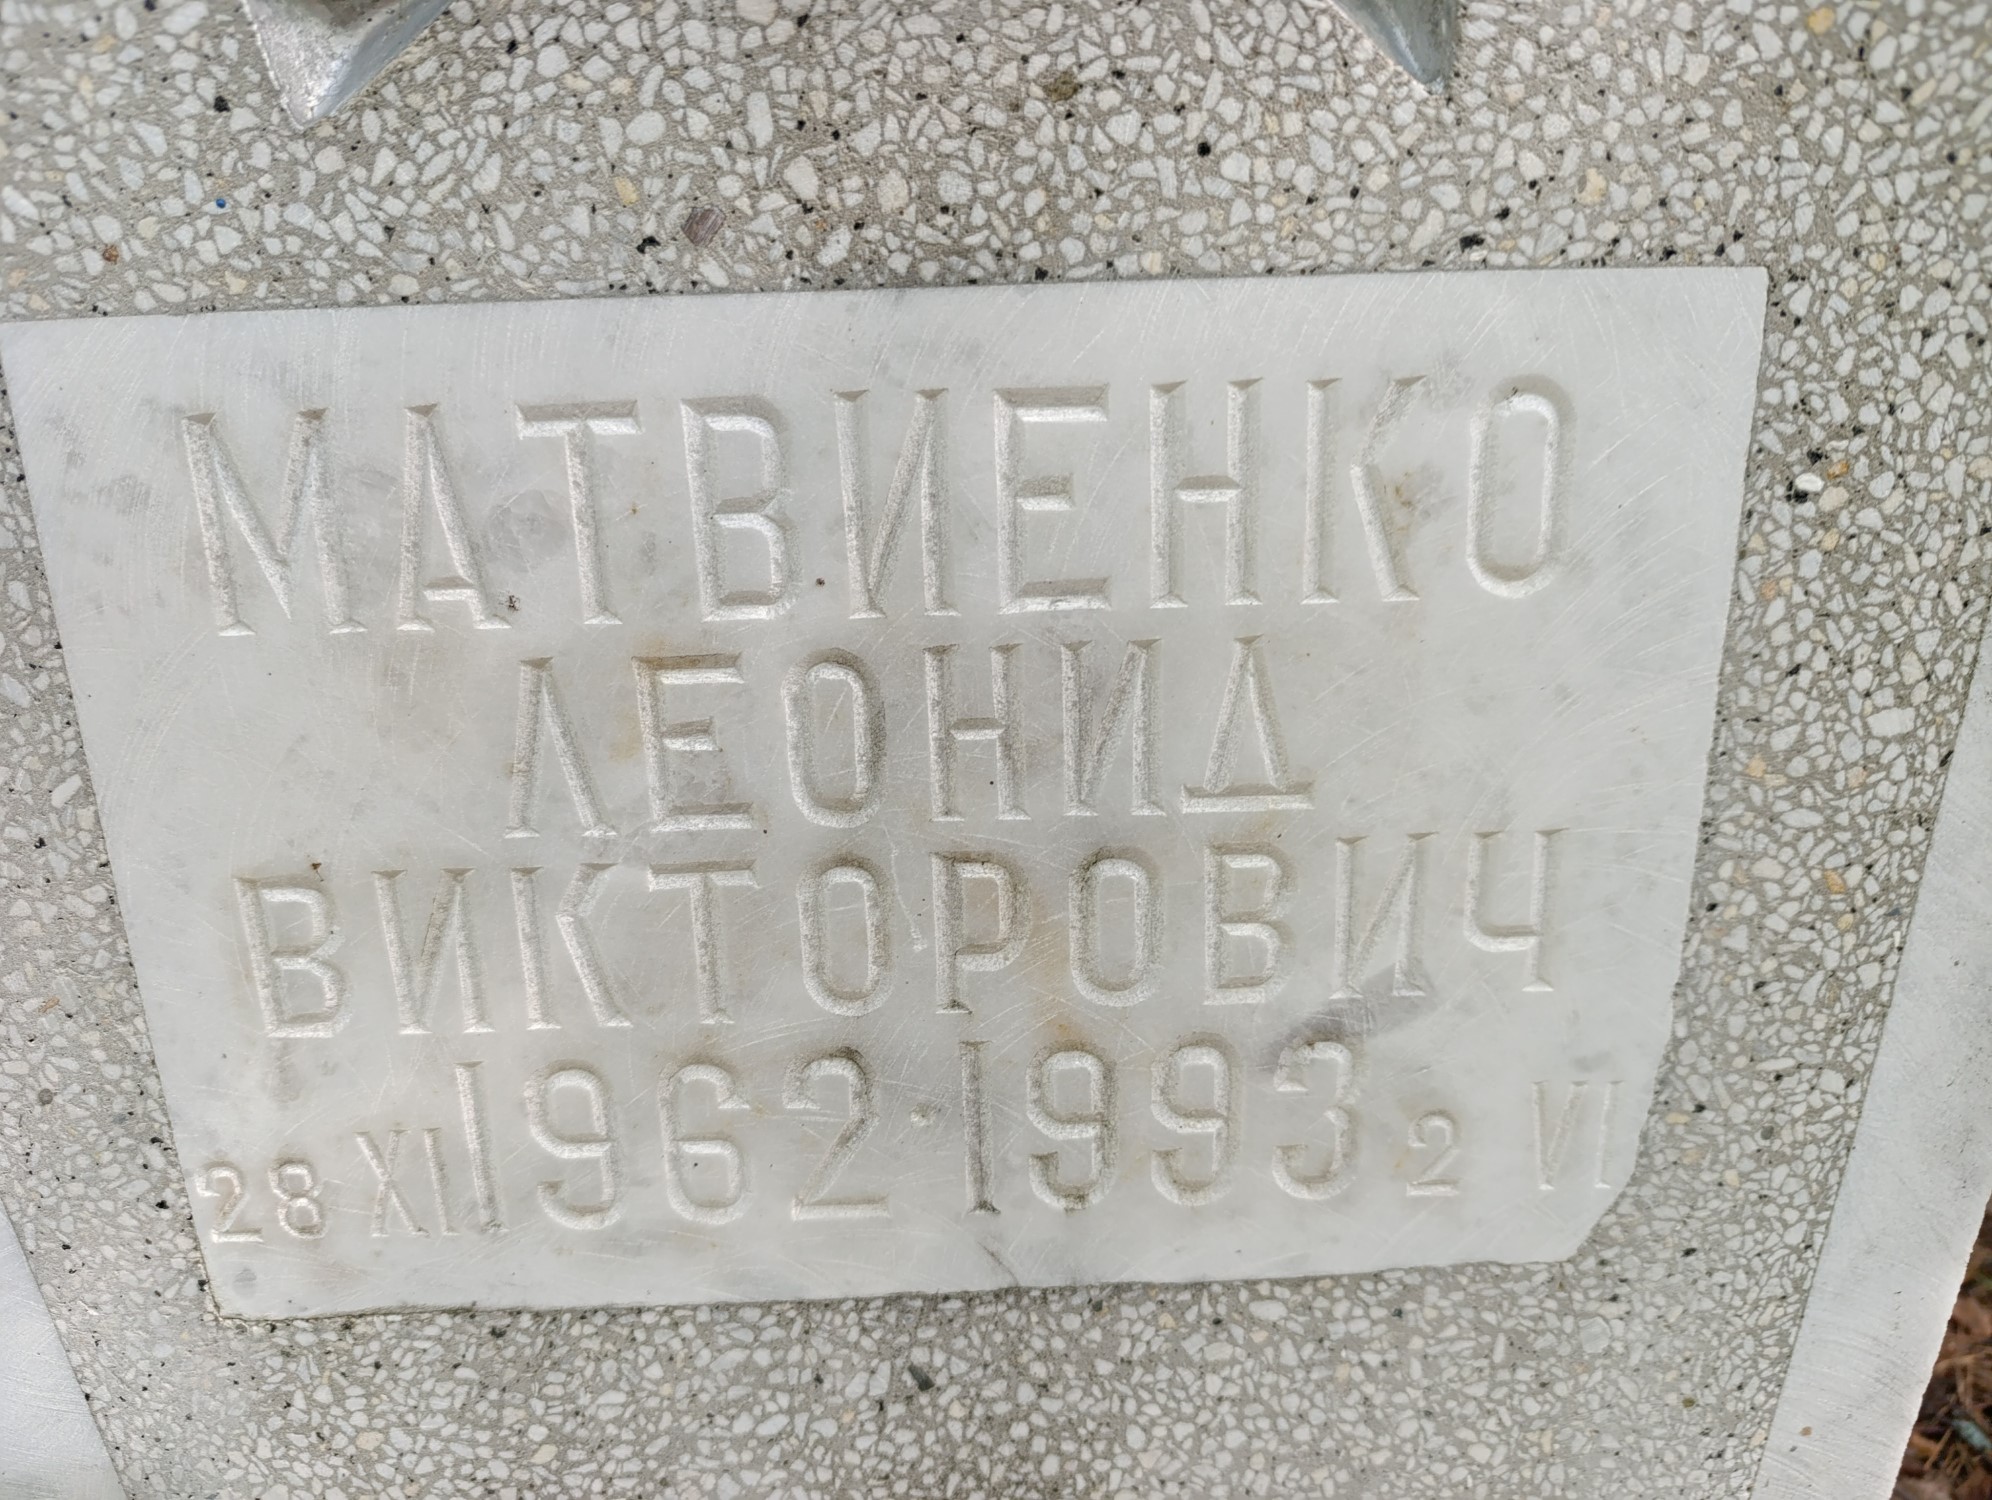 МАТВИЕНКО
ЛЕОНИД
ВИКТОРОВИЧ
28 XI 1962·1993 2 VI